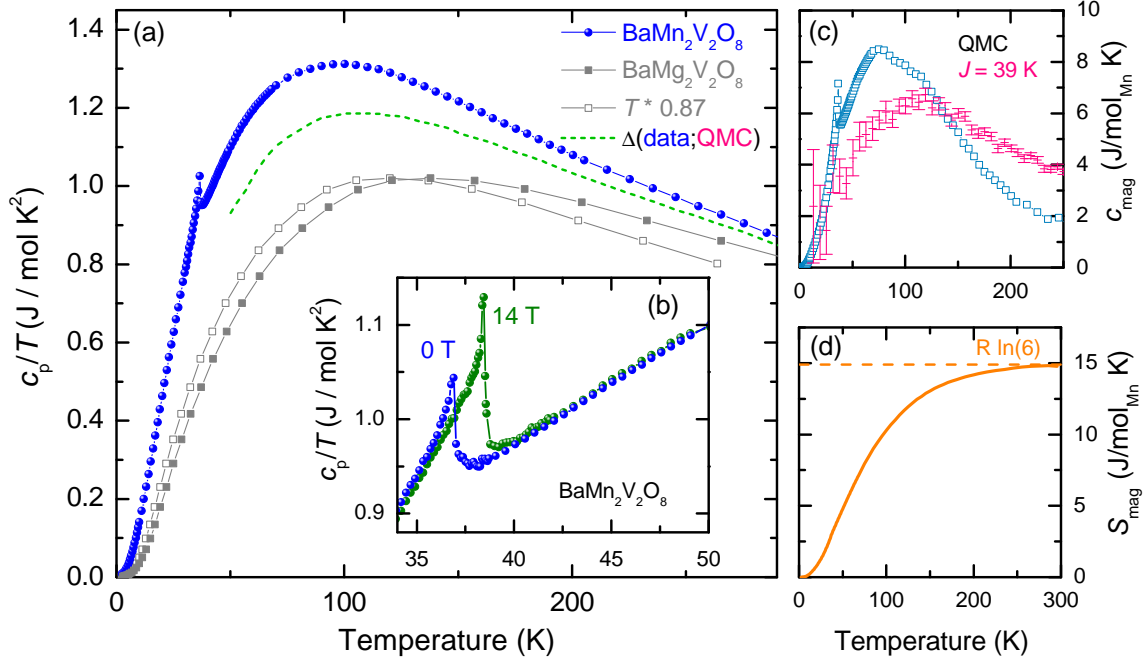 (a)
BaMn₂V₂O₈
BaMg₂V₂O₈
T * 0.87
Δ(data;QMC)
1.4
1.2
1.0
0.8
0.6
0.4
0.2
0.0
cp/T (J / mol K²)
0 100 200
Temperature (K)
(b)
14 T
0 T
1.1
1.0
0.9
cp/T (J / mol K²)
BaMn₂V₂O₈
35 40 45 50
(c)
QMC
J = 39 K
10
8
6
4
2
0
cmag (J/molMn K)
0 100 200
(d)
R ln(6)
15
10
5
0
Smag (J/molMn K)
0 100 200 300
Temperature (K)